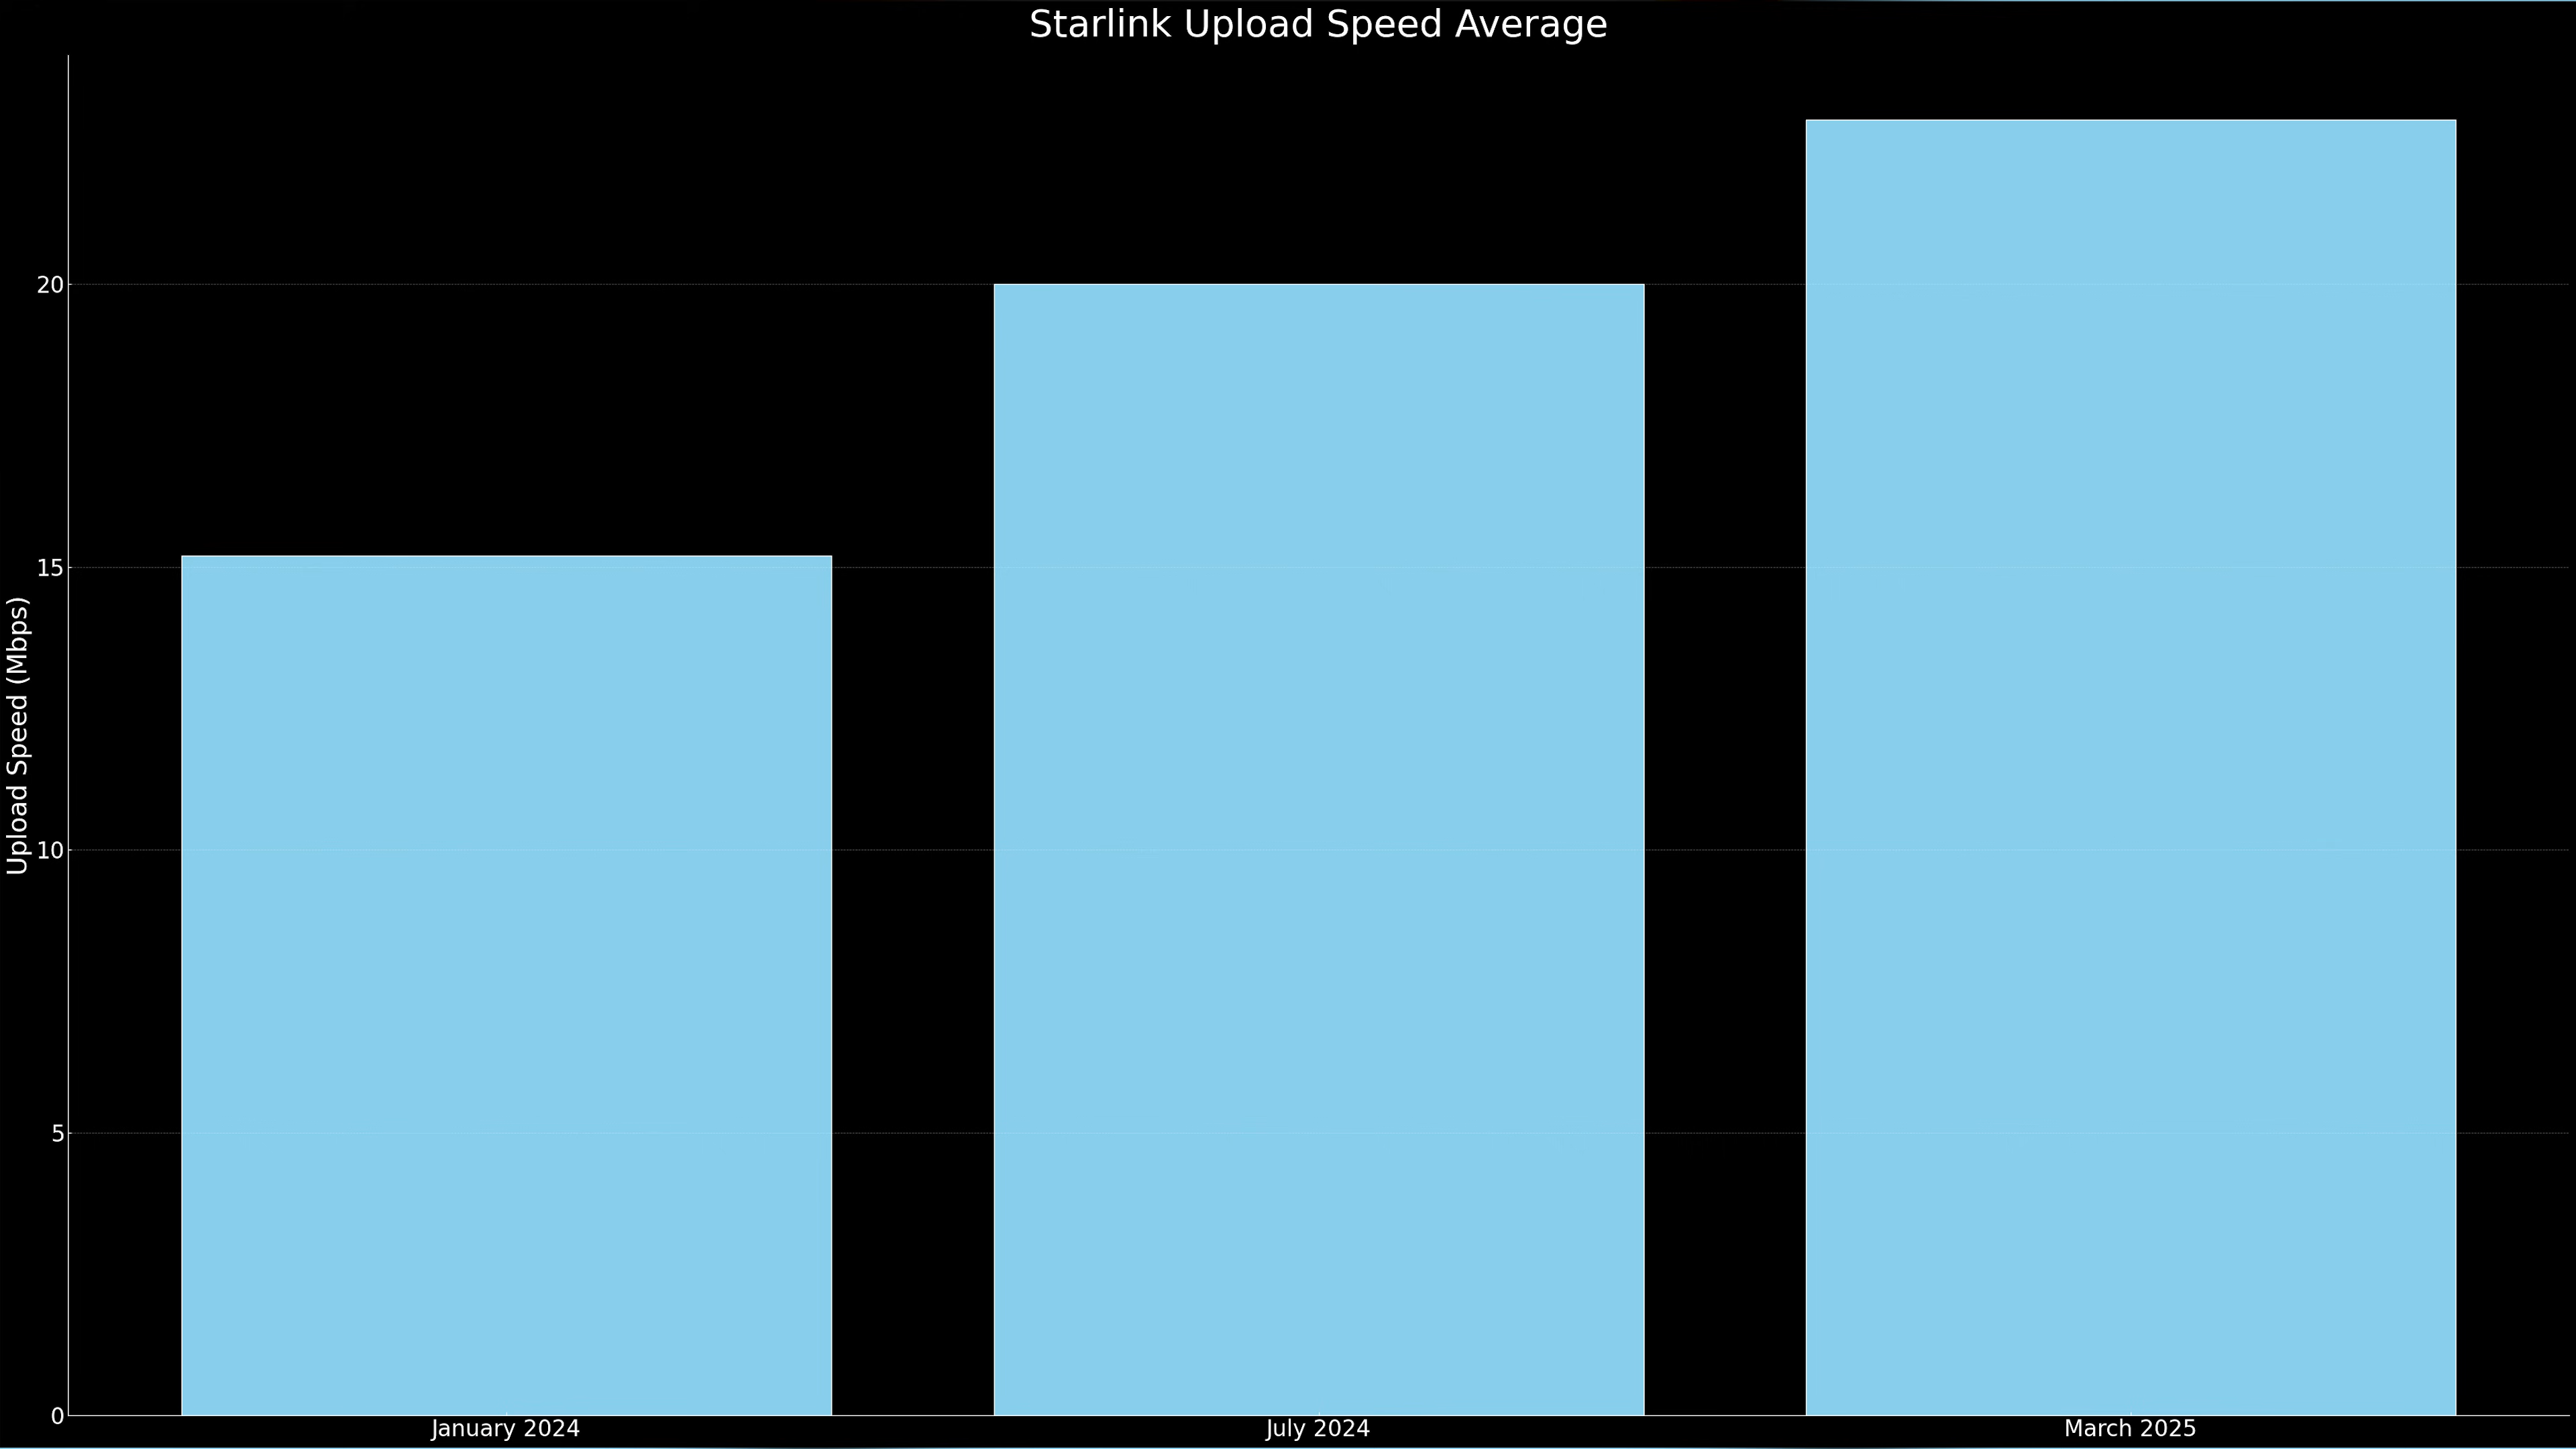 Starlink Upload Speed Average
Upload Speed (Mbps)
20
15
10
5
0
January 2024
July 2024
March 2025